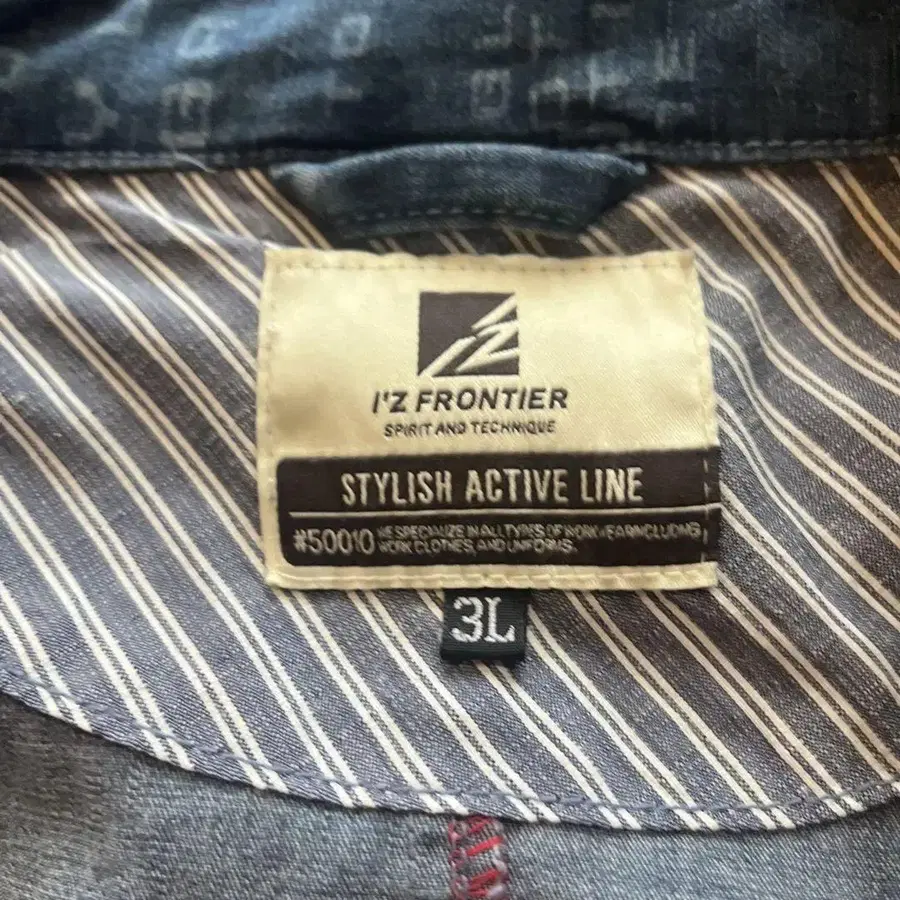 I'Z FRONTIER
SPIRIT AND TECHNIQUE
STYLISH ACTIVE LINE
#50010 WE SPECIALIZE IN ALL TYPES OF WORKWEAR INCLUDING
WORK CLOTHES, AND UNIFORMS.
3L